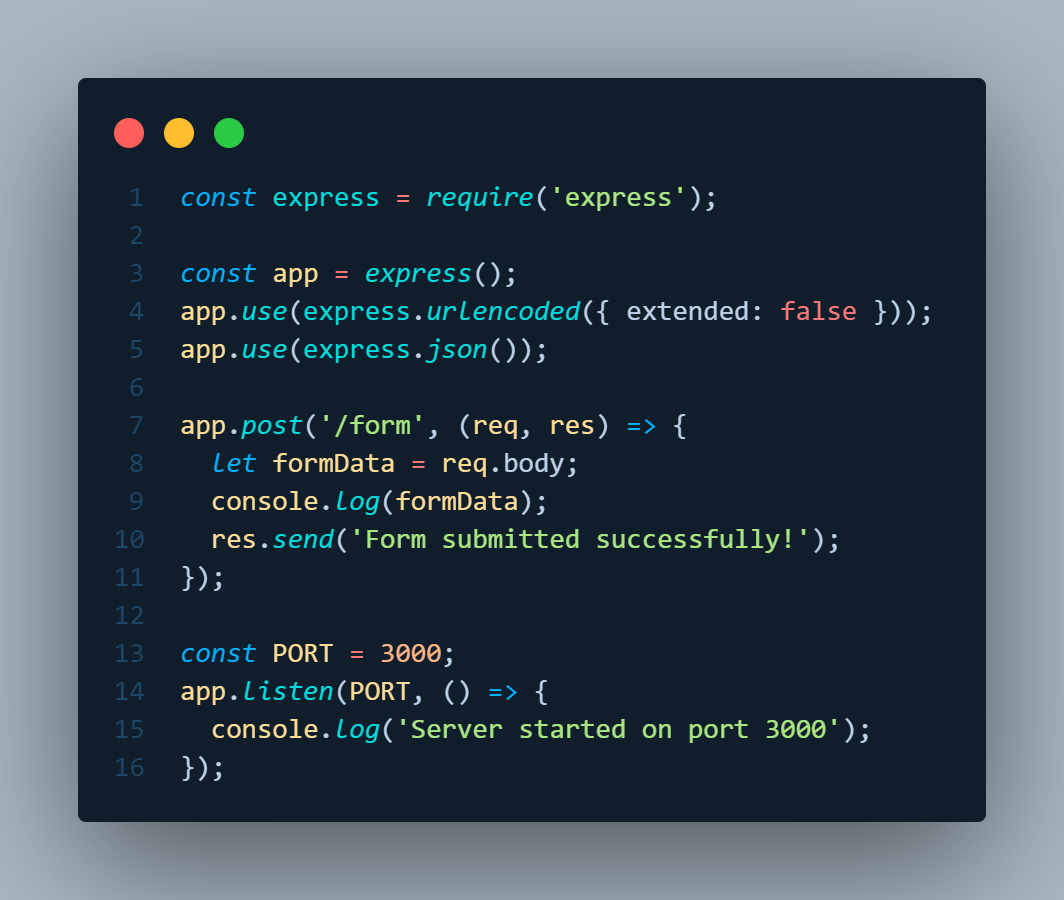 1 const express = require('express');
2
3 const app = express();
4 app.use(express.urlencoded({ extended: false }));
5 app.use(express.json());
6
7 app.post('/form', (req, res) => {
8   let formData = req.body;
9   console.log(formData);
10   res.send('Form submitted successfully!');
11 });
12
13 const PORT = 3000;
14 app.listen(PORT, () => {
15   console.log('Server started on port 3000');
16 });